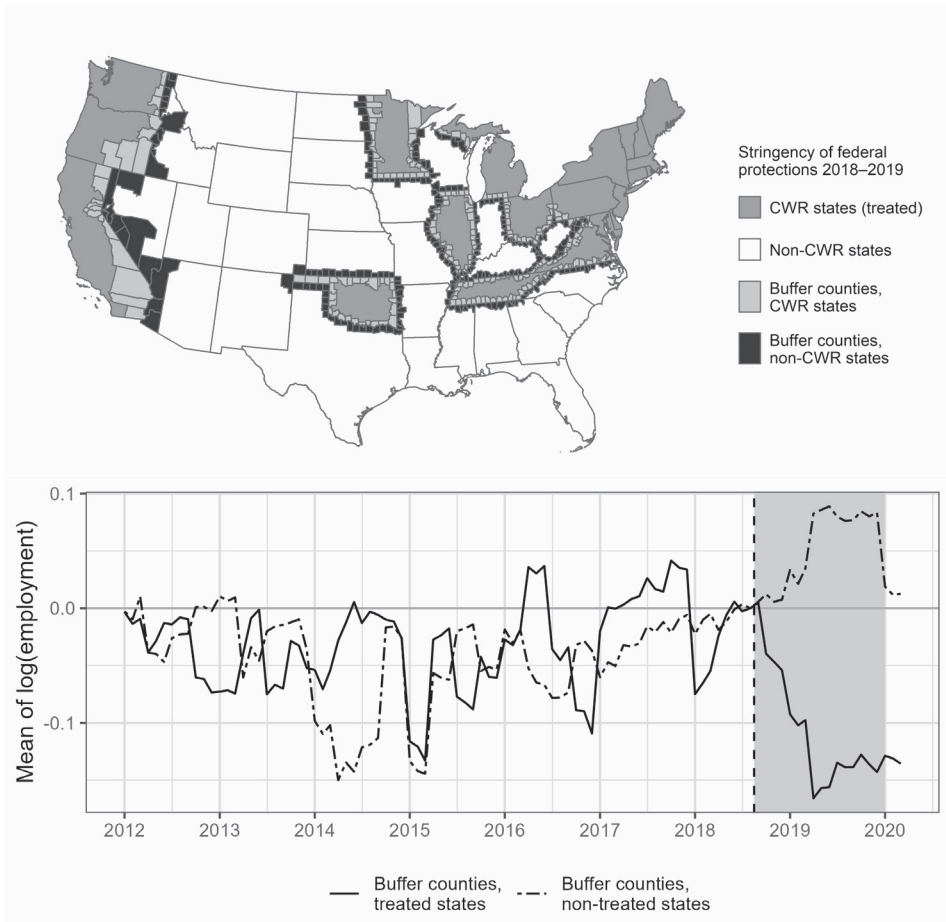 Stringency of federal
protections 2018–2019
CWR states (treated)
Non-CWR states
Buffer counties,
CWR states
Buffer counties,
non-CWR states
Mean of log(employment)
0.1
0.0
-0.1
2012 2013 2014 2015 2016 2017 2018 2019 2020
Buffer counties,
treated states
Buffer counties,
non-treated states